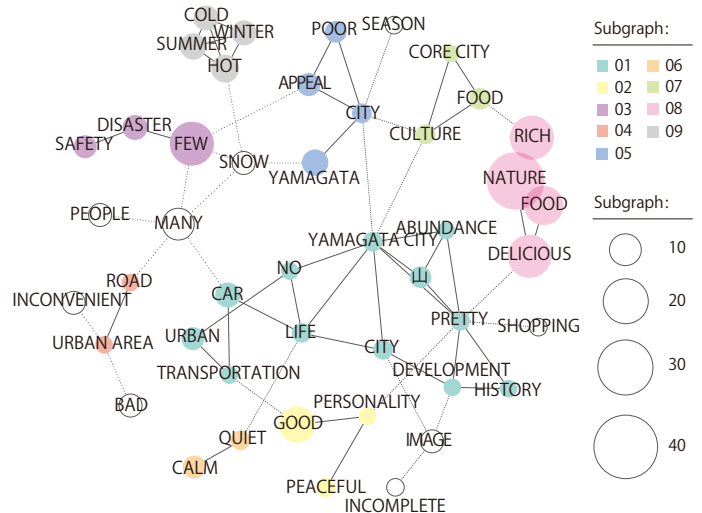 COLD
WINTER
SUMMER
HOT
POOR
SEASON
CORE CITY
APPEAL
FOOD
CITY
DISASTER
SAFETY
FEW
CULTURE
RICH
SNOW
YAMAGATA
NATURE
FOOD
PEOPLE
MANY
YAMAGATA CITY
ABUNDANCE
DELICIOUS
NO
山
ROAD
CAR
INCONVENIENT
PRETTY
SHOPPING
URBAN AREA
URBAN
LIFE
CITY
TRANSPORTATION
DEVELOPMENT
HISTORY
BAD
PERSONALITY
GOOD
QUIET
IMAGE
CALM
PEACEFUL
INCOMPLETE
Subgraph:
01
02
03
04
05
06
07
08
09
Subgraph:
10
20
30
40